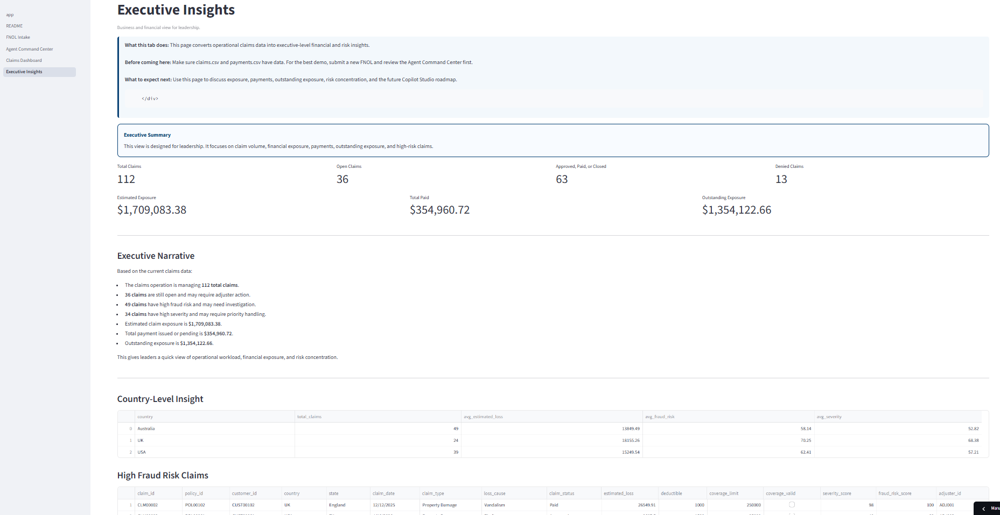 app
README
FNOL Intake
Agent Command Center
Claims Dashboard
Executive Insights
Executive Insights
Business and financial view for leadership.
What this tab does: This page converts operational claims data into executive-level financial and risk insights.
Before coming here: Make sure claims.csv and payments.csv have data. For the best demo, submit a new FNOL and review the Agent Command Center first.
What to expect next: Use this page to discuss exposure, payments, outstanding exposure, risk concentration, and the future Copilot Studio roadmap.
</div>
Executive Summary
This view is designed for leadership. It focuses on claim volume, financial exposure, payments, outstanding exposure, and high-risk claims.
Total Claims Open Claims Approved, Paid, or Closed Denied Claims
112 36 63 13
Estimated Exposure Total Paid Outstanding Exposure
$1,709,083.38 $354,960.72 $1,354,122.66
Executive Narrative
Based on the current claims data:
• The claims operation is managing 112 total claims.
• 36 claims are still open and may require adjuster action.
• 49 claims have high fraud risk and may need investigation.
• 34 claims have high severity and may require priority handling.
• Estimated claim exposure is $1,709,083.38.
• Total payment issued or pending is $354,960.72.
• Outstanding exposure is $1,354,122.66.
This gives leaders a quick view of operational workload, financial exposure, and risk concentration.
Country-Level Insight
country total_claims avg_estimated_loss avg_fraud_risk avg_severity
0 Australia 49 13849.49 58.14 52.82
1 UK 24 18155.26 70.25 68.38
2 USA 39 15249.54 62.41 57.21
High Fraud Risk Claims
claim_id policy_id customer_id country state claim_date claim_type loss_cause claim_status estimated_loss deductible coverage_limit coverage_valid severity_score fraud_risk_score adjuster_id
1 CLM00002 POL00102 CUST00102 UK England 12/12/2025 Property Damage Vandalism Paid 26549.91 1000 250000 98 100 ADJ001